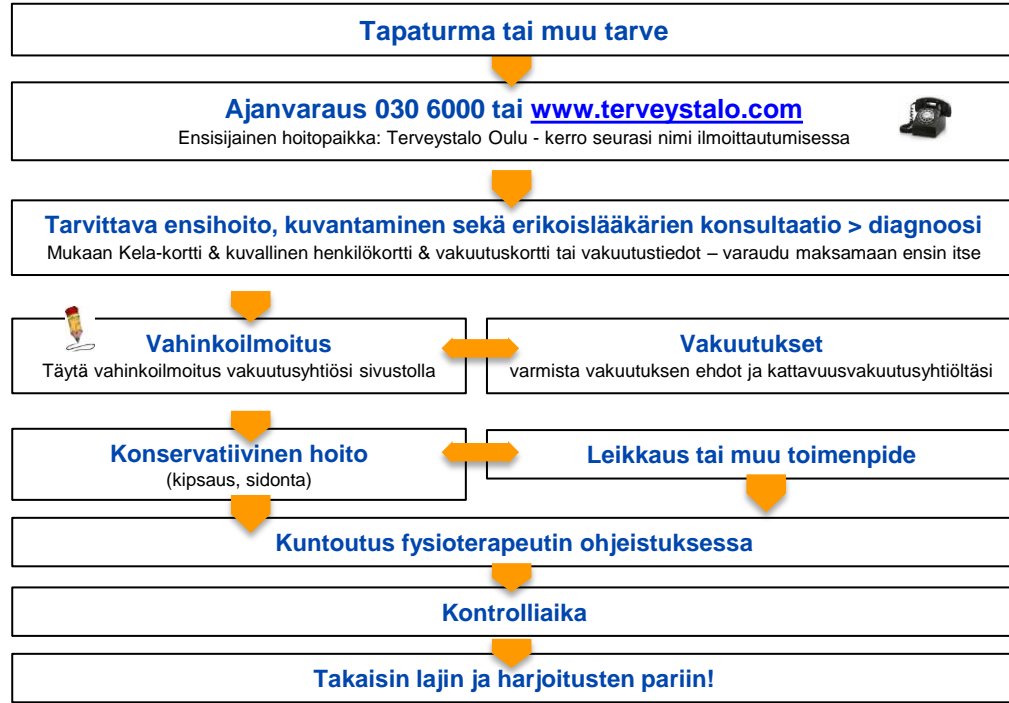 Tapaturma tai muu tarve
Ajanvaraus 030 6000 tai www.terveystalo.com
Ensisijainen hoitopaikka: Terveystalo Oulu - kerro seurasi nimi ilmoittautumisessa
Tarvittava ensihoito, kuvantaminen sekä erikoislääkärien konsultaatio > diagnoosi
Mukaan Kela-kortti & kuvallinen henkilökortti & vakuutuskortti tai vakuutustiedot – varaudu maksamaan ensin itse
Vahinkoilmoitus
Täytä vahinkoilmoitus vakuutusyhtiösi sivustolla
Vakuutukset
varmista vakuutuksen ehdot ja kattavuusvakuutusyhtiöltäsi
Konservatiivinen hoito
(kipsaus, sidonta)
Leikkaus tai muu toimenpide
Kuntoutus fysioterapeutin ohjeistuksessa
Kontrolliaika
Takaisin lajin ja harjoitusten pariin!